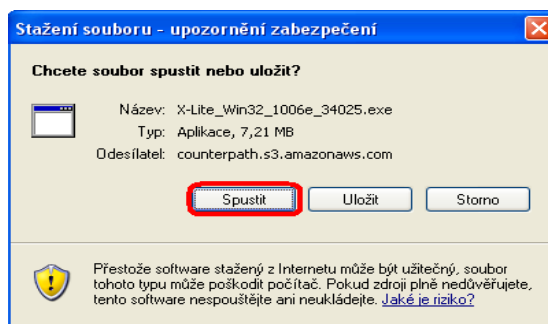 Stažení souboru - upozornění zabezpečení
Chcete soubor spustit nebo uložit?
Název: X-Lite_Win32_1006e_34025.exe
Typ: Aplikace, 7,21 MB
Odesílatel: counterpath.s3.amazonaws.com
Spustit Uložit Storno
Přestože software stažený z Internetu může být užitečný, soubor
tohoto typu může poškodit počítač. Pokud zdroji plně nedůvěřujete,
tento software nespouštějte ani neukládejte. Jaké je riziko?